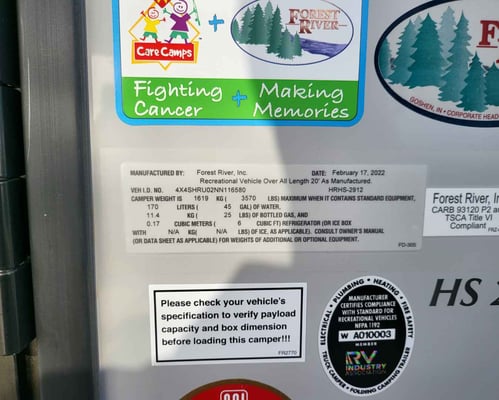 Care Camps
+
FOREST
RIVER
Fighting + Making
Cancer Memories
GOSHEN, IN • CORPORATE HEAD
MANUFACTURED BY: Forest River, Inc. DATE: February 17, 2022
Recreational Vehicle Over All Length 20' As Manufactured.
VEH I.D. NO. 4X4SHRU02NN116580 HRHS-2912
CAMPER WEIGHT IS 1619 KG ( 3570 LBS) MAXIMUM WHEN IT CONTAINS STANDARD EQUIPMENT,
170 LITERS ( 45 GAL) OF WATER,
11.4 KG ( 25 LBS) OF BOTTLED GAS, AND
0.17 CUBIC METERS ( 6 CUBIC FT) REFRIGERATOR (OR ICE BOX
WITH N/A KG ( N/A LBS) OF ICE, AS APPLICABLE). CONSULT OWNER'S MANUAL
(OR DATA SHEET AS APPLICABLE) FOR WEIGHTS OF ADDITIONAL OR OPTIONAL EQUIPMENT.
Forest River, In
CARB 93120 P2 a
TSCA Title VI
Compliant
Please check your vehicle's
specification to verify payload
capacity and box dimension
before loading this camper!!!
FR2770
HS 2
ELECTRICAL • PLUMBING • HEATING • FIRE SAFETY
MANUFACTURER
CERTIFIES COMPLIANCE
WITH STANDARD FOR
RECREATIONAL VEHICLES
NFPA 1192
W A010003
MEMBER
RV
INDUSTRY
ASSOCIATION
TRUCK CAMPER • FOLDING CAMPING TRAILER